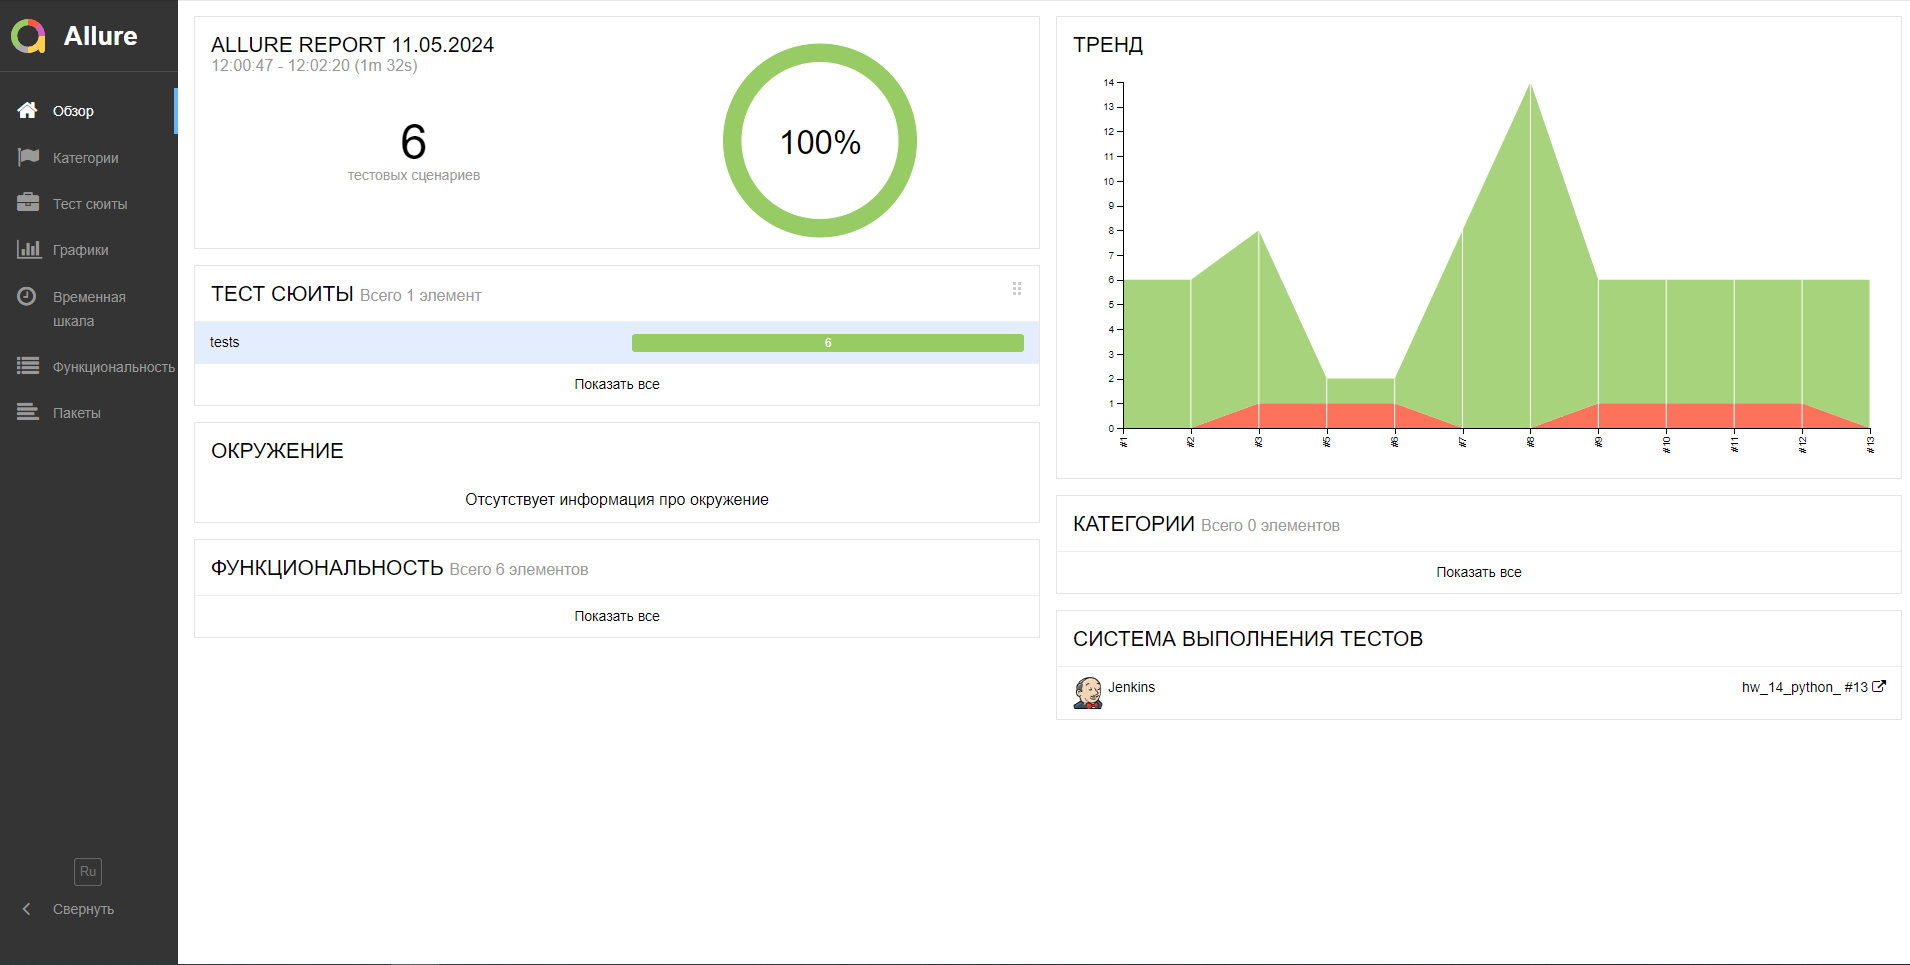 Allure
Обзор
Категории
Тест сюиты
Графики
Временная
шкала
Функциональность
Пакеты
Ru
Свернуть
ALLURE REPORT 11.05.2024
12:00:47 - 12:02:20 (1m 32s)
6
тестовых сценариев
100%
ТЕСТ СЮИТЫ Всего 1 элемент
tests 6
Показать все
ОКРУЖЕНИЕ
Отсутствует информация про окружение
ФУНКЦИОНАЛЬНОСТЬ Всего 6 элементов
Показать все
ТРЕНД
14
13
12
11
10
9
8
7
6
5
4
3
2
1
0
#1 #2 #3 #5 #6 #7 #8 #9 #10 #11 #12 #13
КАТЕГОРИИ Всего 0 элементов
Показать все
СИСТЕМА ВЫПОЛНЕНИЯ ТЕСТОВ
Jenkins hw_14_python_ #13